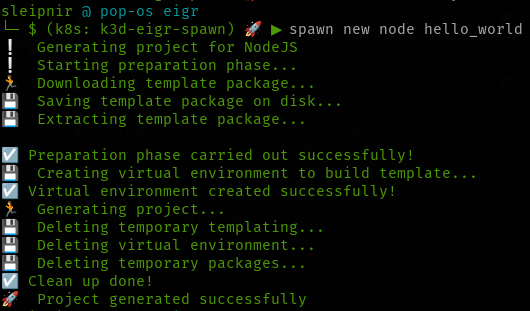 sleipnir @ pop-os eigr
└─ $ (k8s: k3d-eigr-spawn) 🚀 ▶ spawn new node hello_world
❕ Generating project for NodeJS
❕ Starting preparation phase...
🏃 Downloading template package...
💾 Saving template package on disk...
💾 Extracting template package...
☑️ Preparation phase carried out successfully!
💾 Creating virtual environment to build template...
☑️ Virtual environment created successfully!
🏃 Generating project...
💾 Deleting temporary templating...
💾 Deleting virtual environment...
💾 Deleting temporary packages...
☑️ Clean up done!
🚀 Project generated successfully